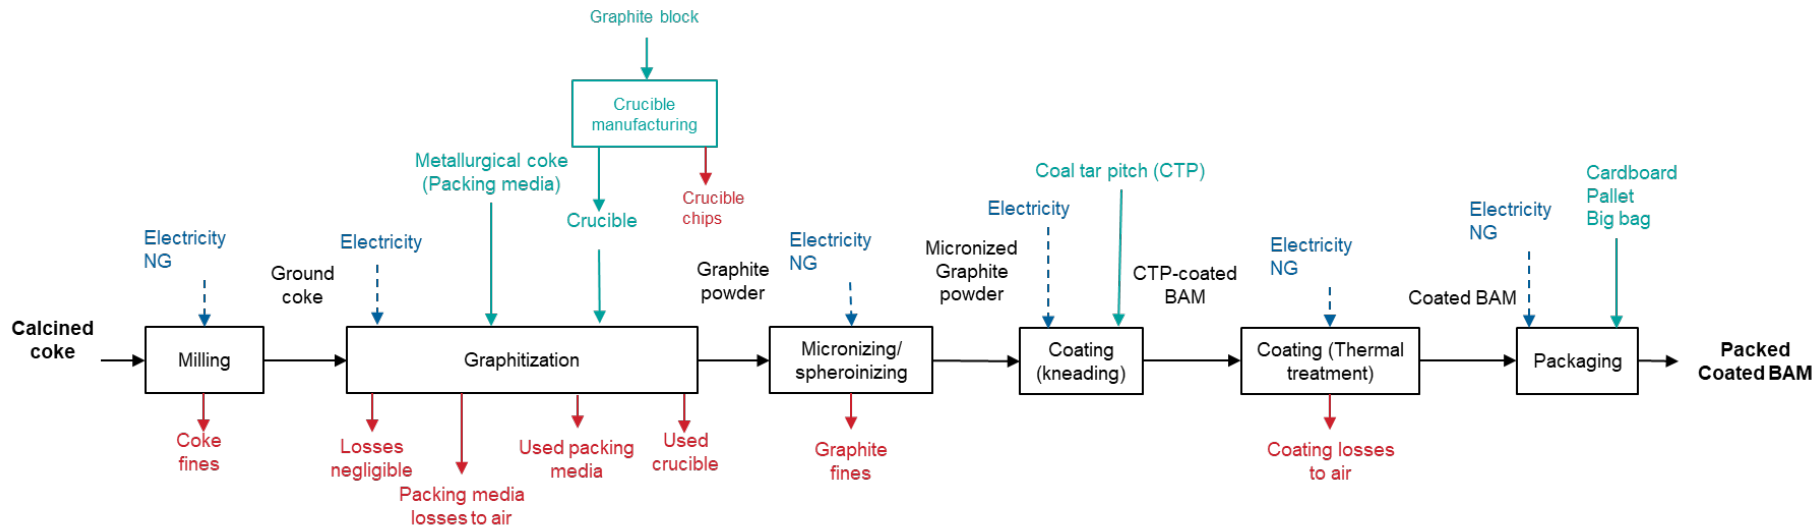 Graphite block
Crucible
manufacturing
Metallurgical coke
(Packing media)
Crucible
chips
Crucible
Coal tar pitch (CTP)
Cardboard
Pallet
Big bag
Electricity
NG
Electricity
Electricity
NG
Electricity
Electricity
NG
Electricity
NG
Ground
coke
Graphite
powder
Micronized
Graphite
powder
CTP-coated
BAM
Coated BAM
Calcined
coke
Milling
Graphitization
Micronizing/
spheroinizing
Coating
(kneading)
Coating (Thermal
treatment)
Packaging
Packed
Coated BAM
Coke
fines
Losses
negligible
Packing media
losses to air
Used packing
media
Used
crucible
Graphite
fines
Coating losses
to air